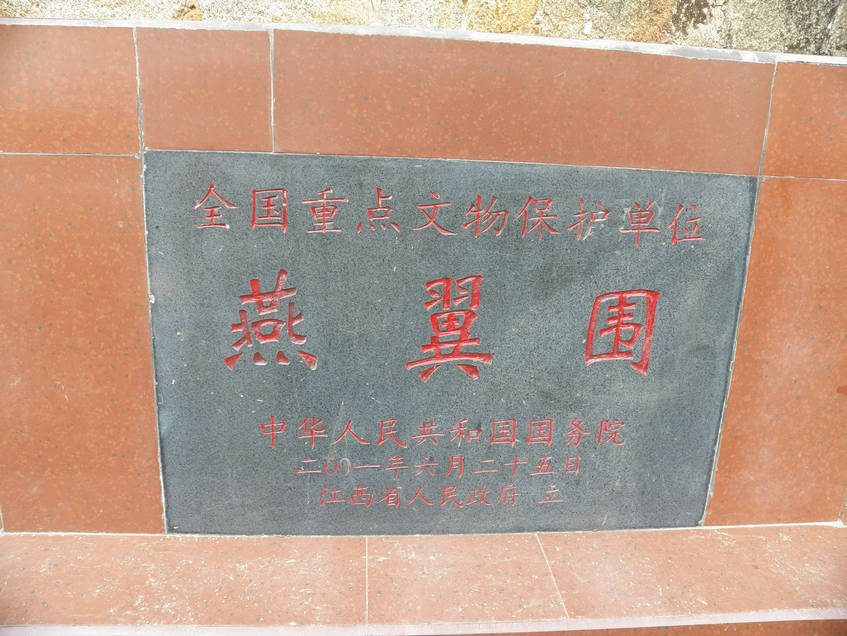 全国重点文物保护单位
燕翼围
中华人民共和国国务院
二00一年六月二十五日
江西省人民政府 立